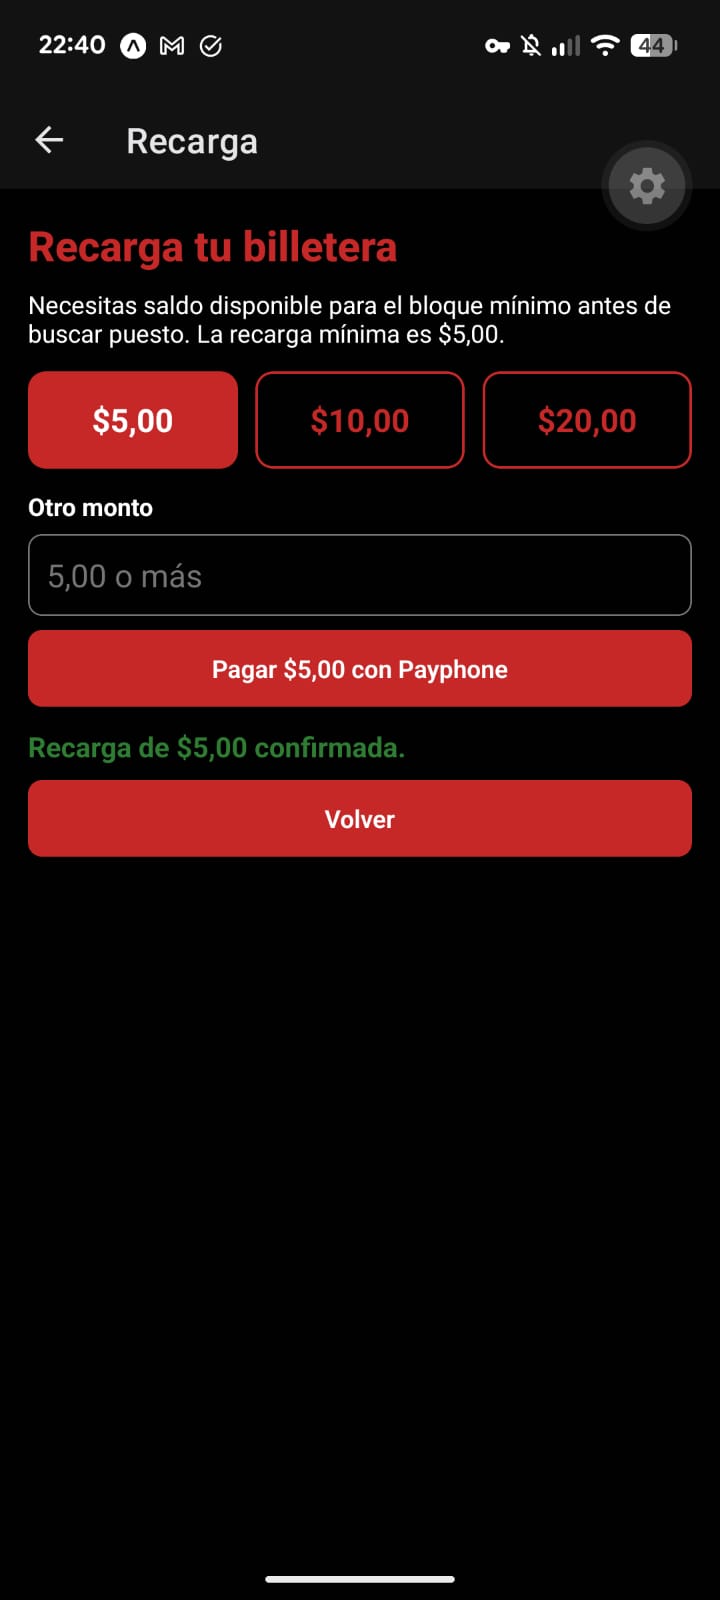 22:40
44
Recarga
Recarga tu billetera
Necesitas saldo disponible para el bloque mínimo antes de
buscar puesto. La recarga mínima es $5,00.
$5,00
$10,00
$20,00
Otro monto
5,00 o más
Pagar $5,00 con Payphone
Recarga de $5,00 confirmada.
Volver